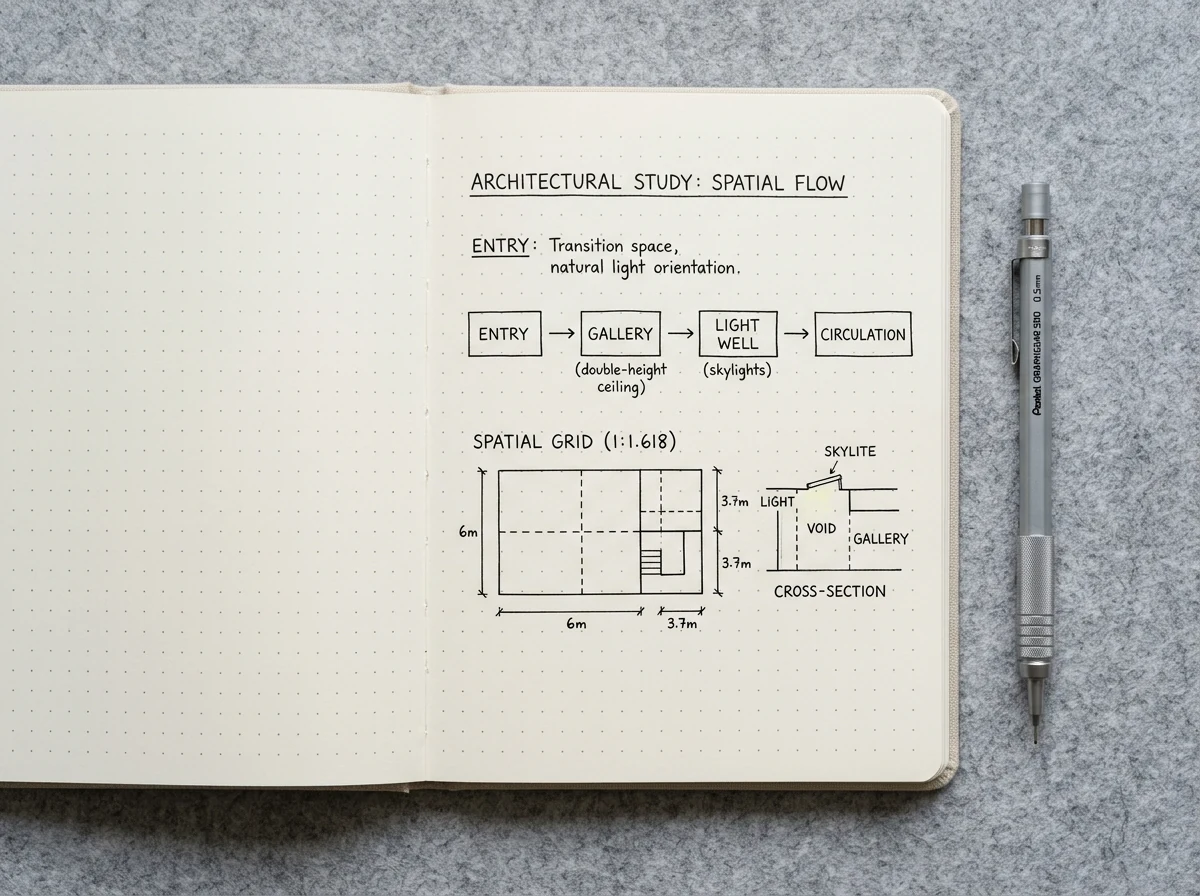 ARCHITECTURAL STUDY: SPATIAL FLOW
ENTRY: Transition space,
natural light orientation.
ENTRY → GALLERY → LIGHT WELL → CIRCULATION
(double-height ceiling)
(skylights)
SPATIAL GRID (1:1.618)
6m
3.7m
3.7m
6m
3.7m
SKYLITE
LIGHT
VOID
GALLERY
CROSS-SECTION
Pentel
0.5mm